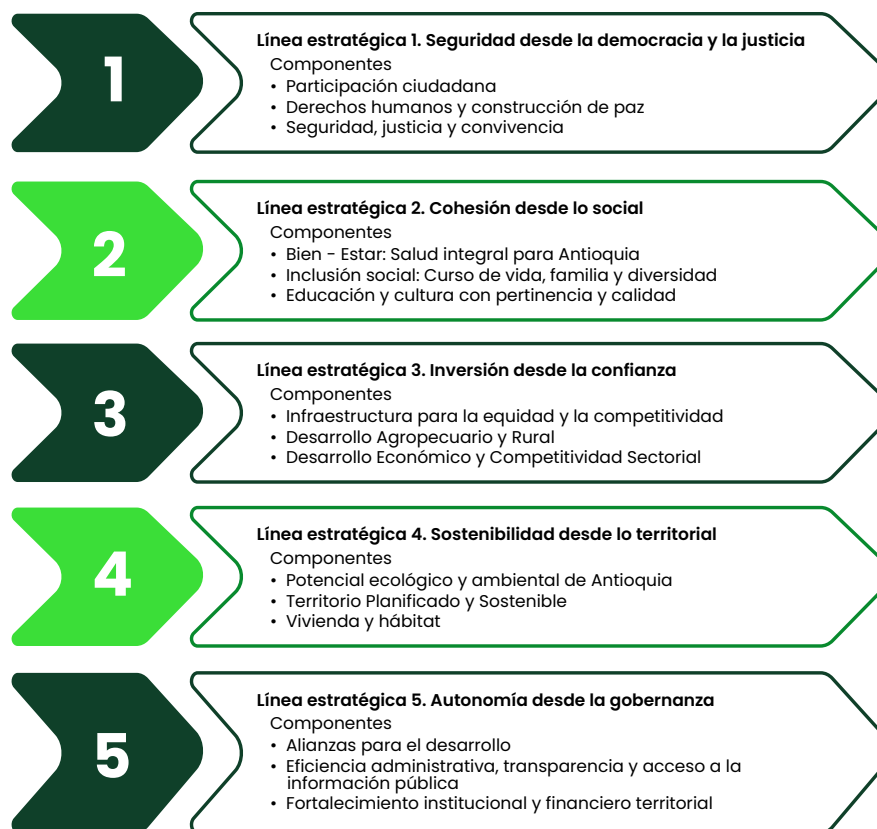 1
Línea estratégica 1. Seguridad desde la democracia y la justicia
Componentes
• Participación ciudadana
• Derechos humanos y construcción de paz
• Seguridad, justicia y convivencia
2
Línea estratégica 2. Cohesión desde lo social
Componentes
• Bien - Estar: Salud integral para Antioquia
• Inclusión social: Curso de vida, familia y diversidad
• Educación y cultura con pertinencia y calidad
3
Línea estratégica 3. Inversión desde la confianza
Componentes
• Infraestructura para la equidad y la competitividad
• Desarrollo Agropecuario y Rural
• Desarrollo Económico y Competitividad Sectorial
4
Línea estratégica 4. Sostenibilidad desde lo territorial
Componentes
• Potencial ecológico y ambiental de Antioquia
• Territorio Planificado y Sostenible
• Vivienda y hábitat
5
Línea estratégica 5. Autonomía desde la gobernanza
Componentes
• Alianzas para el desarrollo
• Eficiencia administrativa, transparencia y acceso a la
información pública
• Fortalecimiento institucional y financiero territorial